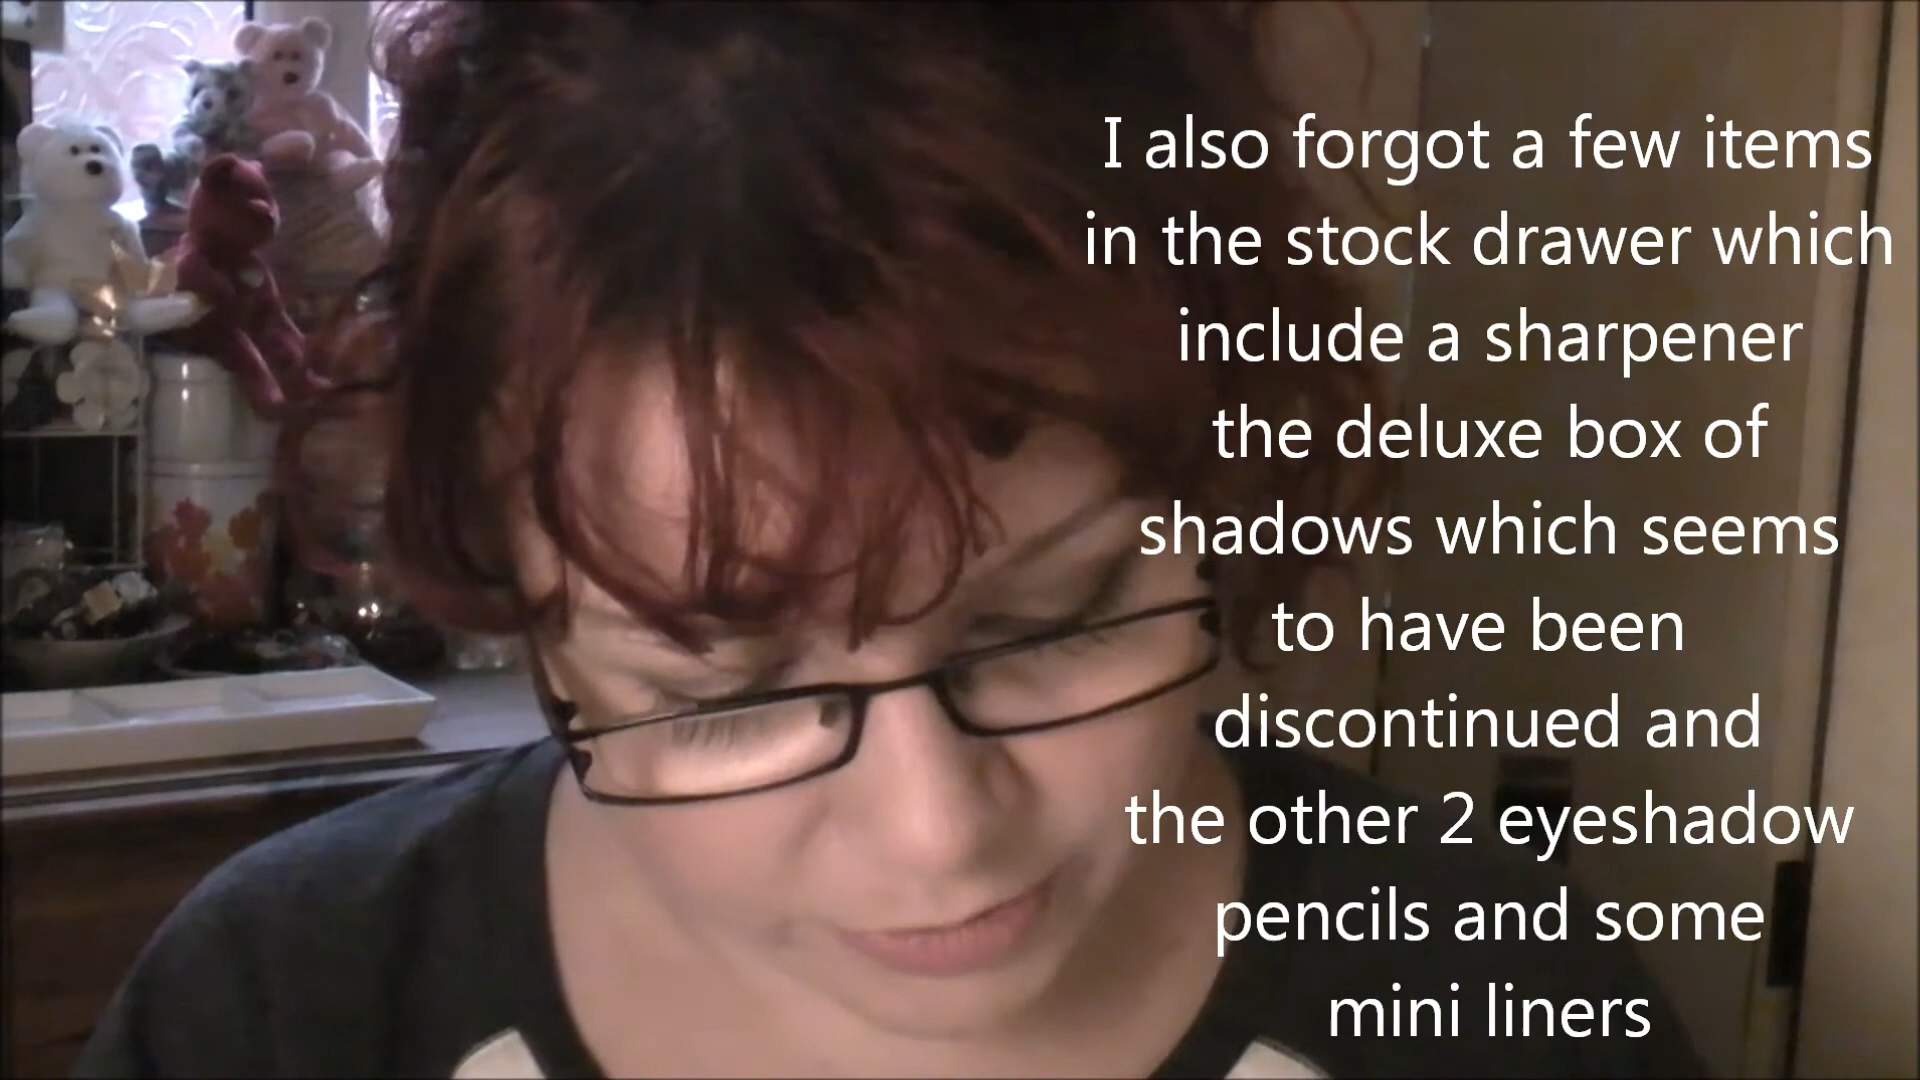 I also forgot a few items
in the stock drawer which
include a sharpener
the deluxe box of
shadows which seems
to have been
discontinued and
the other 2 eyeshadow
pencils and some
mini liners